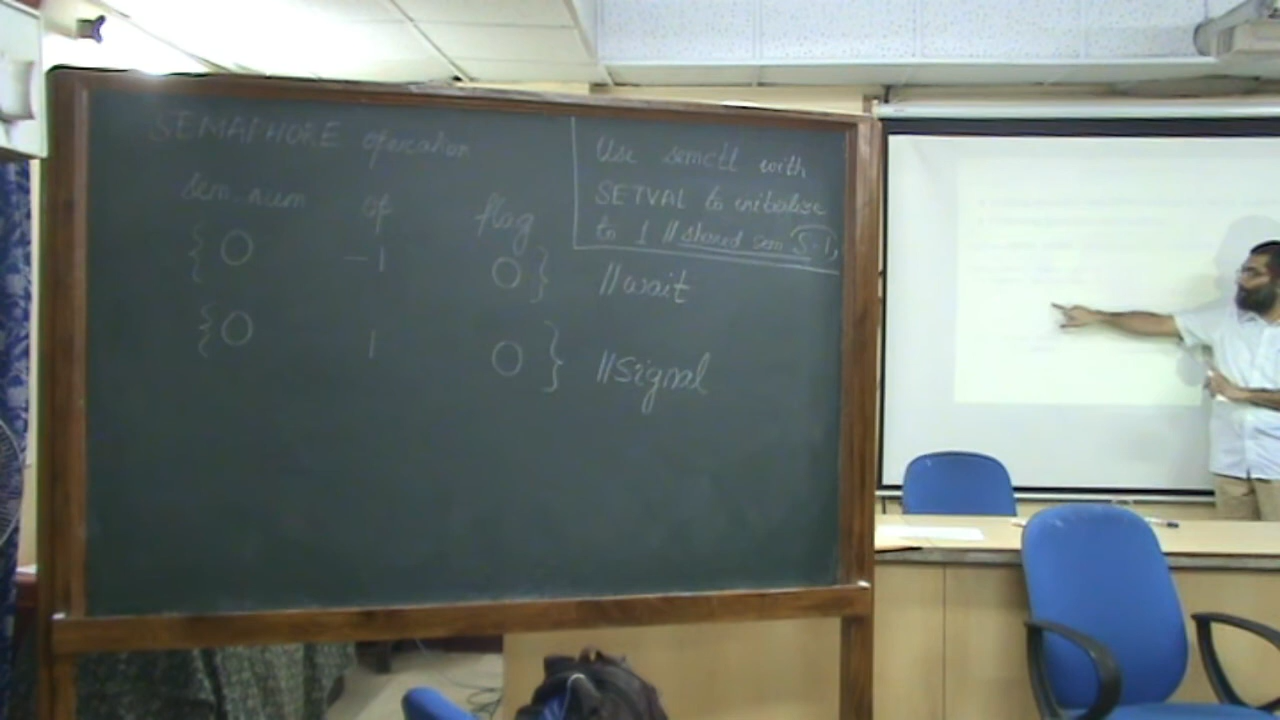 SEMAPHORE operation
sem_num op flag
{ 0 -1 0 } // wait
{ 0 1 0 } // signal
Use semctl with
SETVAL to initialise
to 1 // shared sem S=1;